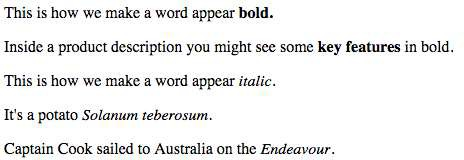 This is how we make a word appear bold.
Inside a product description you might see some key features in bold.
This is how we make a word appear italic.
It's a potato Solanum teberosum.
Captain Cook sailed to Australia on the Endeavour.